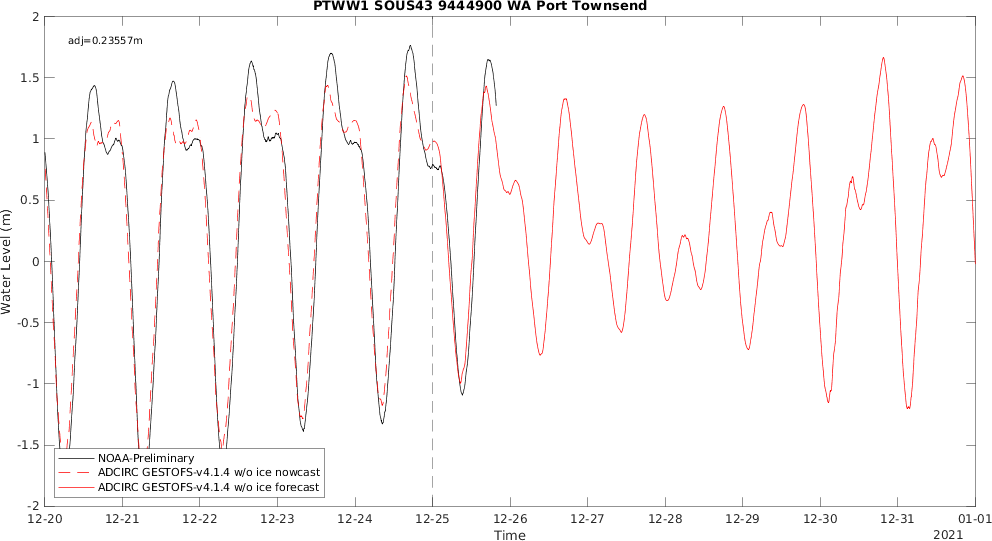 PTWW1 SOUS43 9444900 WA Port Townsend
adj=0.23557m
2
1.5
1
0.5
0
-0.5
-1
-1.5
-2
Water Level (m)
NOAA-Preliminary
ADCIRC GESTOFS-v4.1.4 w/o ice nowcast
ADCIRC GESTOFS-v4.1.4 w/o ice forecast
12-20 12-21 12-22 12-23 12-24 12-25 12-26 12-27 12-28 12-29 12-30 12-31 01-01
Time
2021